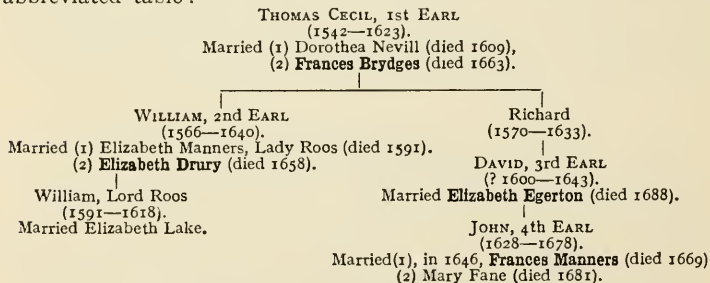 abbreviated table:
THOMAS CECIL, 1st EARL
(1542—1623).
Married (1) Dorothea Nevill (died 1609),
(2) Frances Brydges (died 1663).
WILLIAM, 2nd EARL
(1566—1640).
Married (1) Elizabeth Manners, Lady Roos (died 1591).
(2) Elizabeth Drury (died 1658).
William, Lord Roos
(1591—1618).
Married Elizabeth Lake.
Richard
(1570—1633).
DAVID, 3rd EARL
(? 1600—1643).
Married Elizabeth Egerton (died 1688).
JOHN, 4th EARL
(1628—1678).
Married(1), in 1646, Frances Manners (died 1669)
(2) Mary Fane (died 1681).